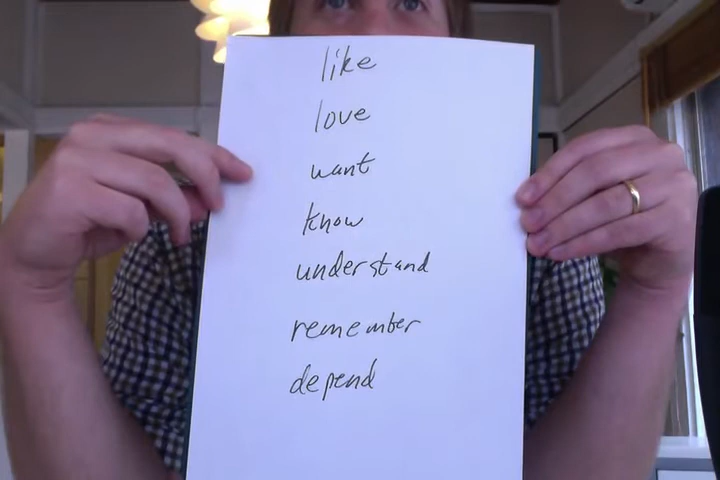 like
love
want
know
understand
remember
depend